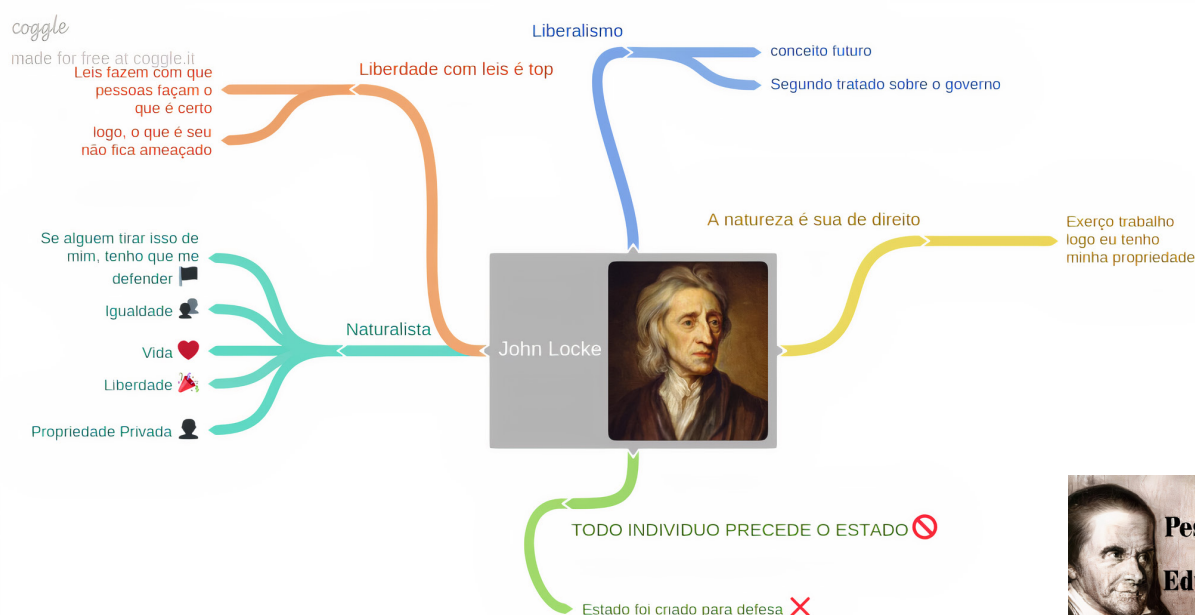 coggle
made for free at coggle.it
Liberalismo
conceito futuro
Segundo tratado sobre o governo
Liberdade com leis é top
Leis fazem com que
pessoas façam o
que é certo
logo, o que é seu
não fica ameaçado
A natureza é sua de direito
Exerço trabalho
logo eu tenho
minha propriedade
Se alguem tirar isso de
mim, tenho que me
defender
Igualdade
Naturalista
Vida
Liberdade
Propriedade Privada
John Locke
TODO INDIVIDUO PRECEDE O ESTADO
Estado foi criado para defesa